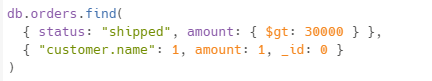 db.orders.find(
  { status: "shipped", amount: { $gt: 30000 } },
  { "customer.name": 1, amount: 1, _id: 0 }
)